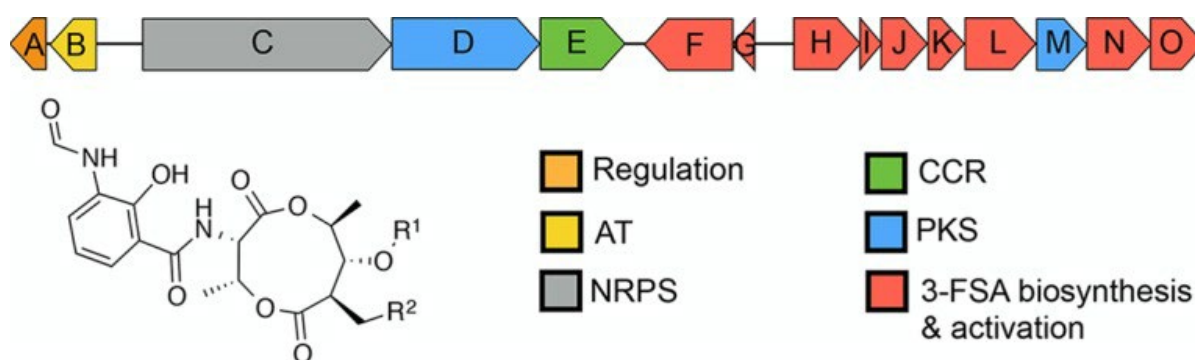 A B C D E F G H I J K L M N O
O
NH
OH
O
H
N
O
O
R¹
O
O
O
R²
O
Regulation
AT
NRPS
CCR
PKS
3-FSA biosynthesis
& activation